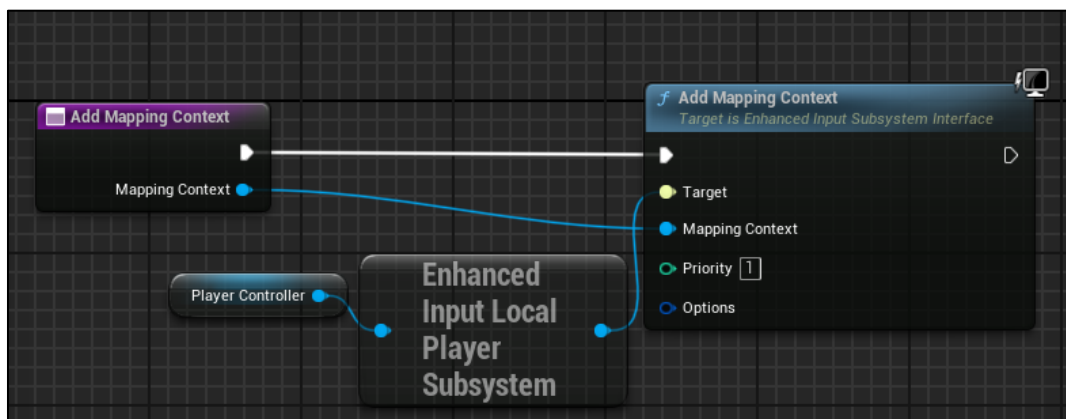 Add Mapping Context
Mapping Context
Player Controller
Enhanced
Input Local
Player
Subsystem
f Add Mapping Context
Target is Enhanced Input Subsystem Interface
Target
Mapping Context
Priority 1
Options